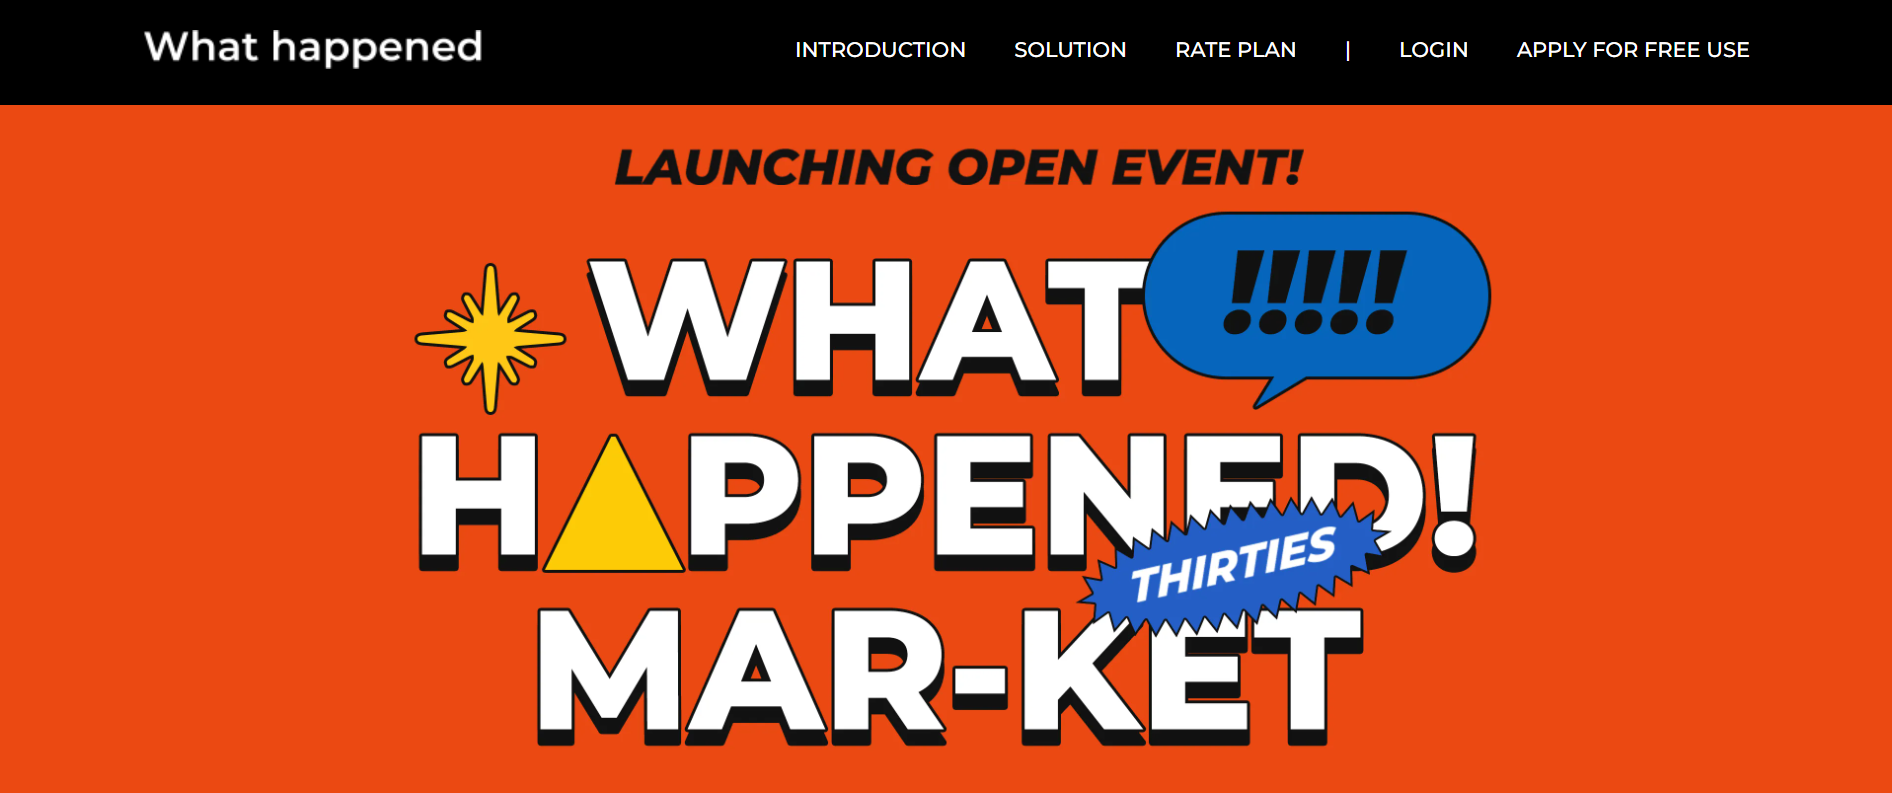 What happened
INTRODUCTION SOLUTION RATE PLAN | LOGIN APPLY FOR FREE USE
LAUNCHING OPEN EVENT!
WHAT
!!!!!
HAPPENED!
THIRTIES
MAR-KET